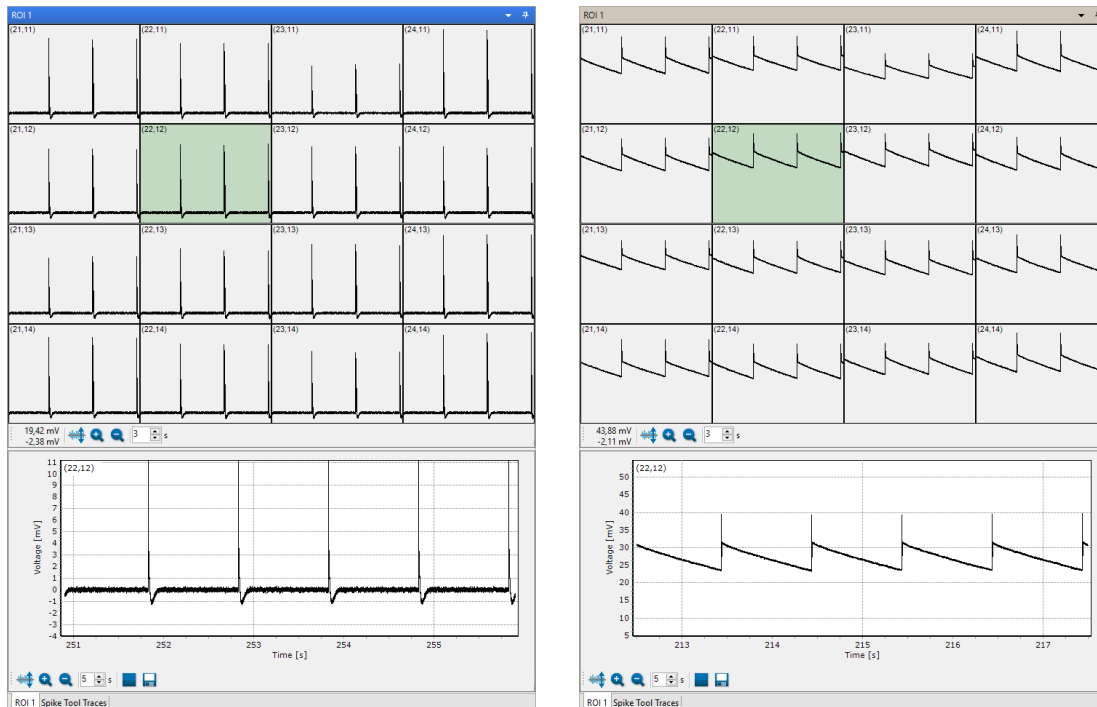 ROI 1
(21,11) (22,11) (23,11) (24,11)
(21,12) (22,12) (23,12) (24,12)
(21,13) (22,13) (23,13) (24,13)
(21,14) (22,14) (23,14) (24,14)
19,42 mV
-2,38 mV
3 s
(22,12)
Voltage [mV]
11
10
9
8
7
6
5
4
3
2
1
0
-1
-2
-3
-4
251 252 253 254 255
Time [s]
5 s
ROI 1 Spike Tool Traces
ROI 1
(21,11) (22,11) (23,11) (24,11)
(21,12) (22,12) (23,12) (24,12)
(21,13) (22,13) (23,13) (24,13)
(21,14) (22,14) (23,14) (24,14)
43,88 mV
-2,11 mV
3 s
(22,12)
Voltage [mV]
50
45
40
35
30
25
20
15
10
5
213 214 215217 216 217
Time [s]
5 s
ROI 1 Spike Tool Traces